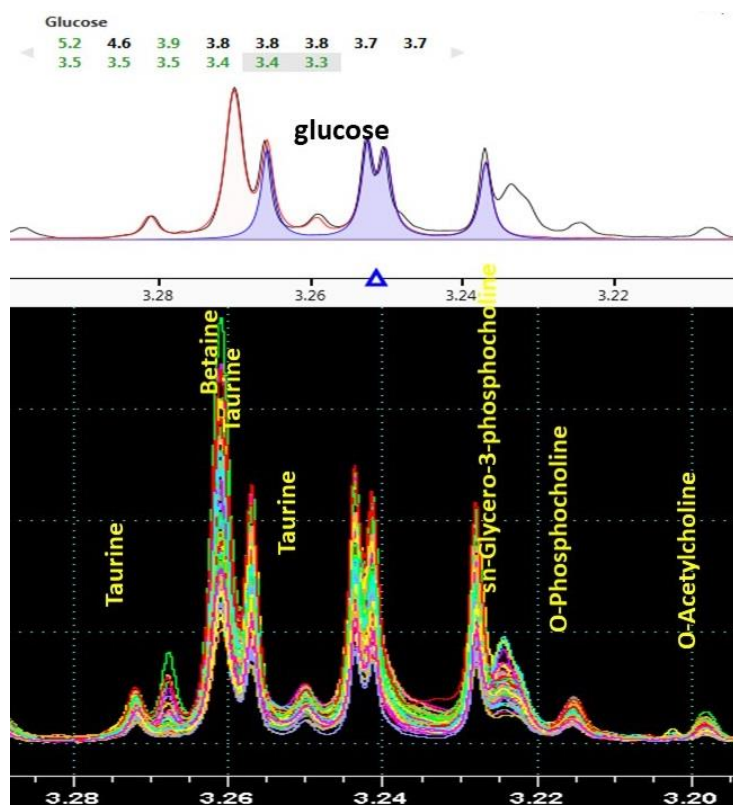 Glucose
5.2 4.6 3.9 3.8 3.8 3.8 3.7 3.7
3.5 3.5 3.5 3.4 3.4 3.3
glucose
3.28 3.26 3.24 3.22
Taurine
Betaine
Taurine
Taurine
sn-Glycero-3-phosphocholine
O-Phosphocholine
O-Acetylcholine
3.28 3.26 3.24 3.22 3.20